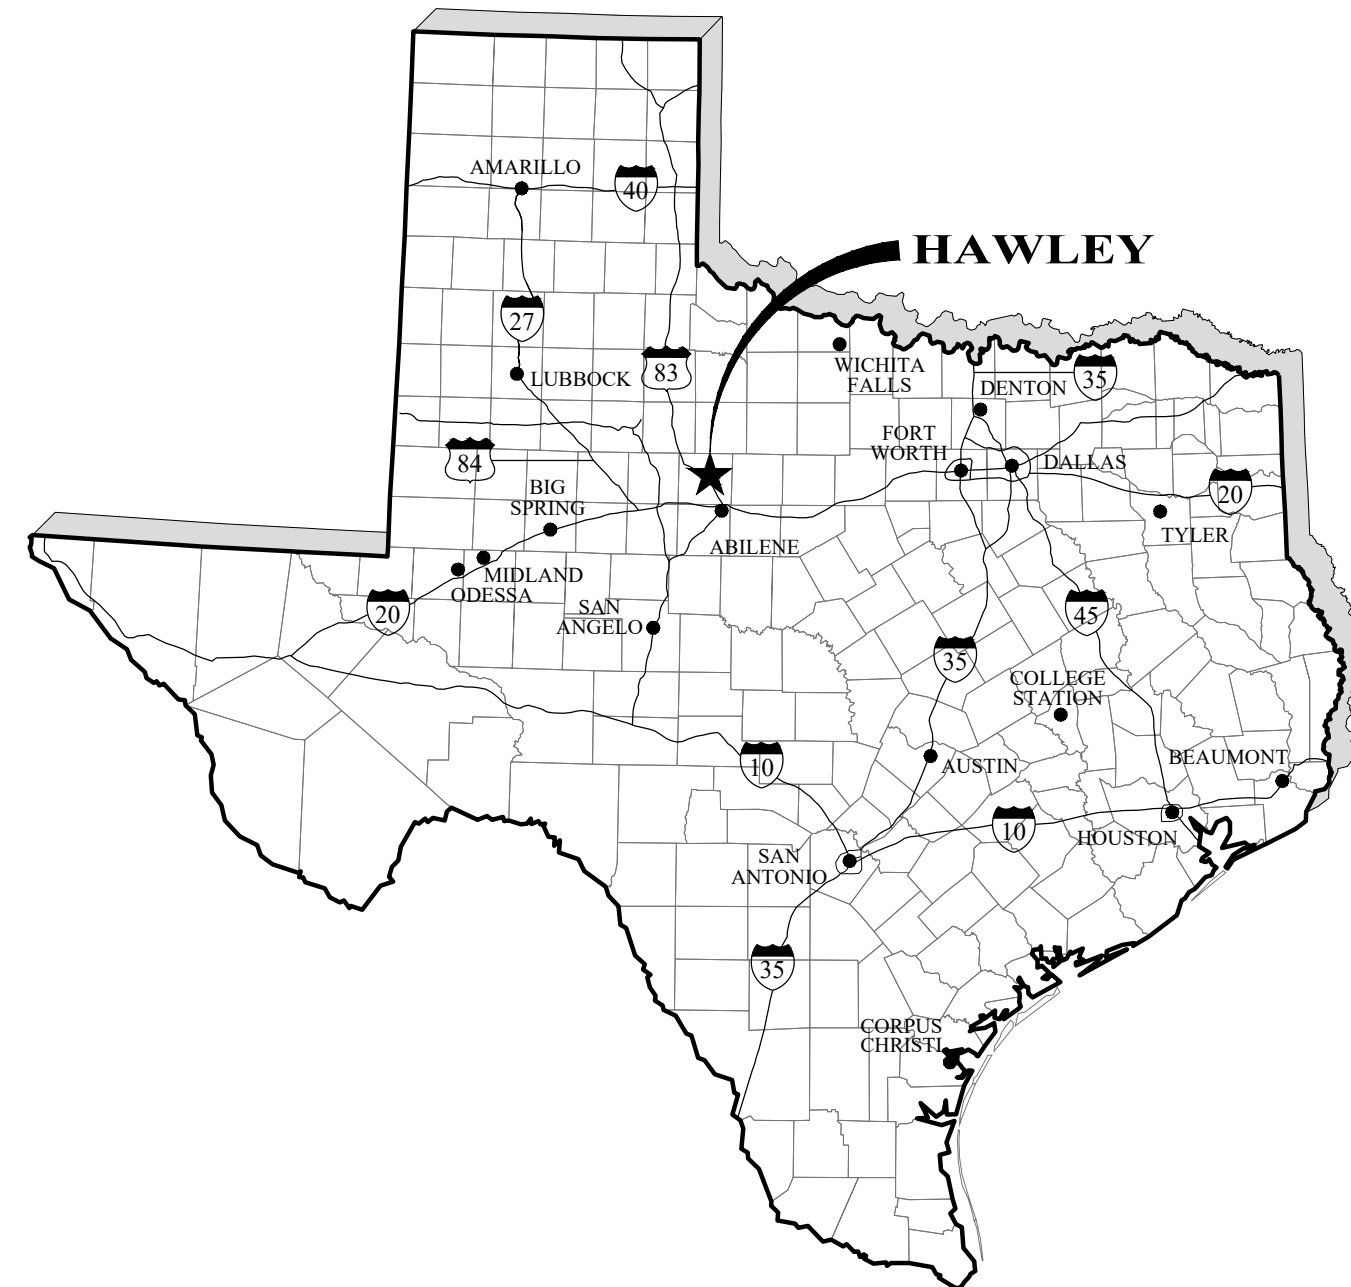 AMARILLO
40
HAWLEY
27
83
LUBBOCK
WICHITA
FALLS
DENTON
35
FORT
WORTH
DALLAS
84
BIG
SPRING
20
TYLER
ABILENE
MIDLAND
ODESSA
20
SAN
ANGELO
45
35
COLLEGE
STATION
10
AUSTIN
BEAUMONT
10
HOUSTON
SAN
ANTONIO
35
CORPUS
CHRISTI